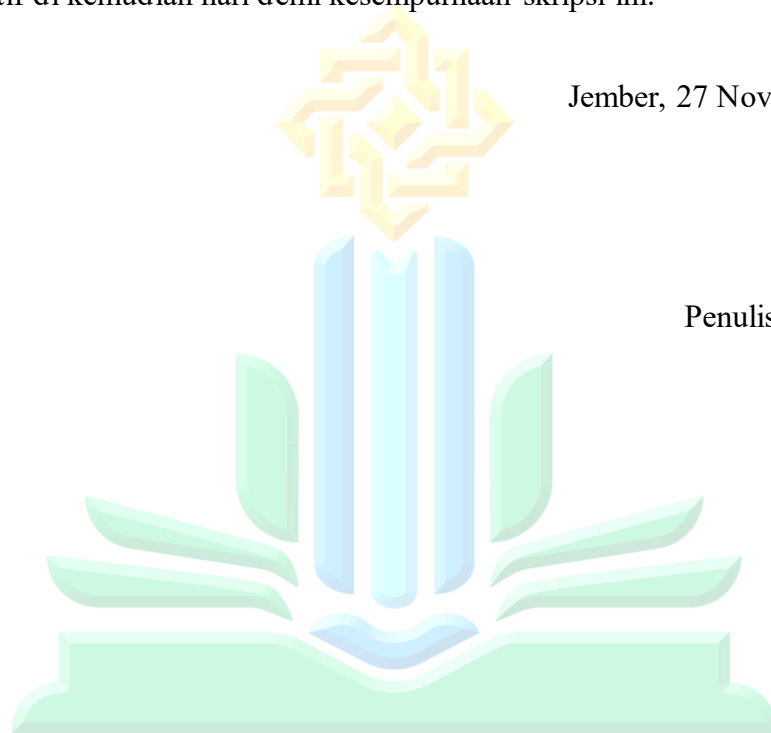 di kemudian hari demi kesempurnaan skripsi ini.
Jember, 27 Nov
Penulis